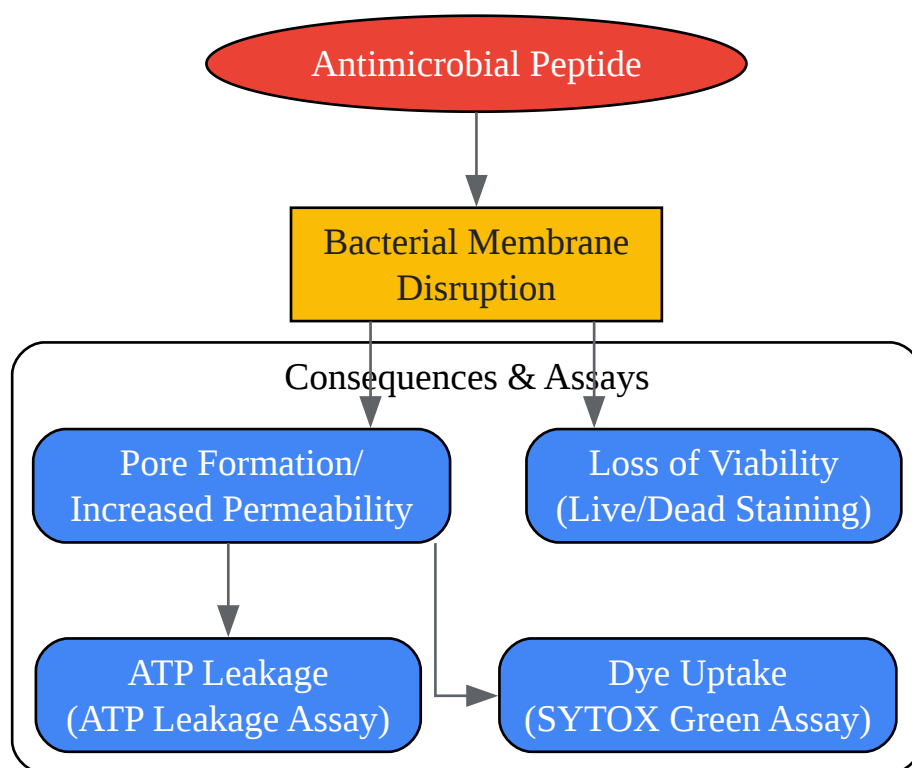 Antimicrobial Peptide
Bacterial Membrane
Disruption
Consequences & Assays
Pore Formation/
Increased Permeability
Loss of Viability
(Live/Dead Staining)
ATP Leakage
(ATP Leakage Assay)
Dye Uptake
(SYTOX Green Assay)